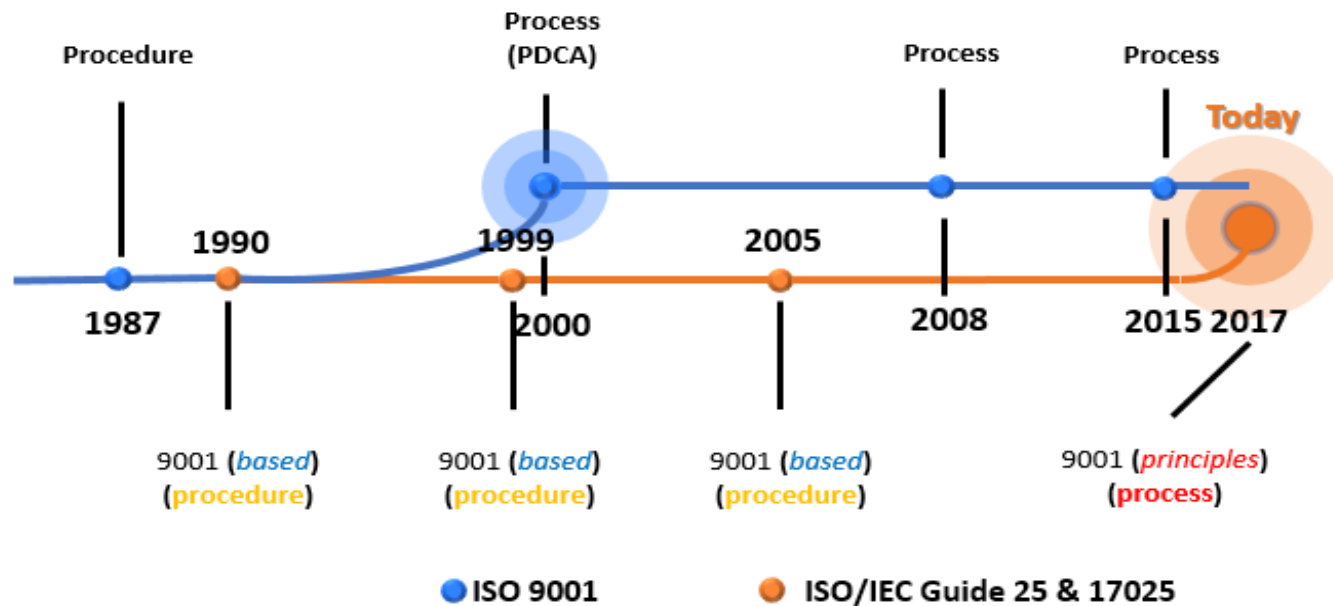 Procedure
Process
(PDCA)
Process
Process
Today
1990
1999
2005
1987
2000
2008
2015
2017
9001 (based)
(procedure)
9001 (based)
(procedure)
9001 (based)
(procedure)
9001 (principles)
(process)
ISO 9001
ISO/IEC Guide 25 & 17025